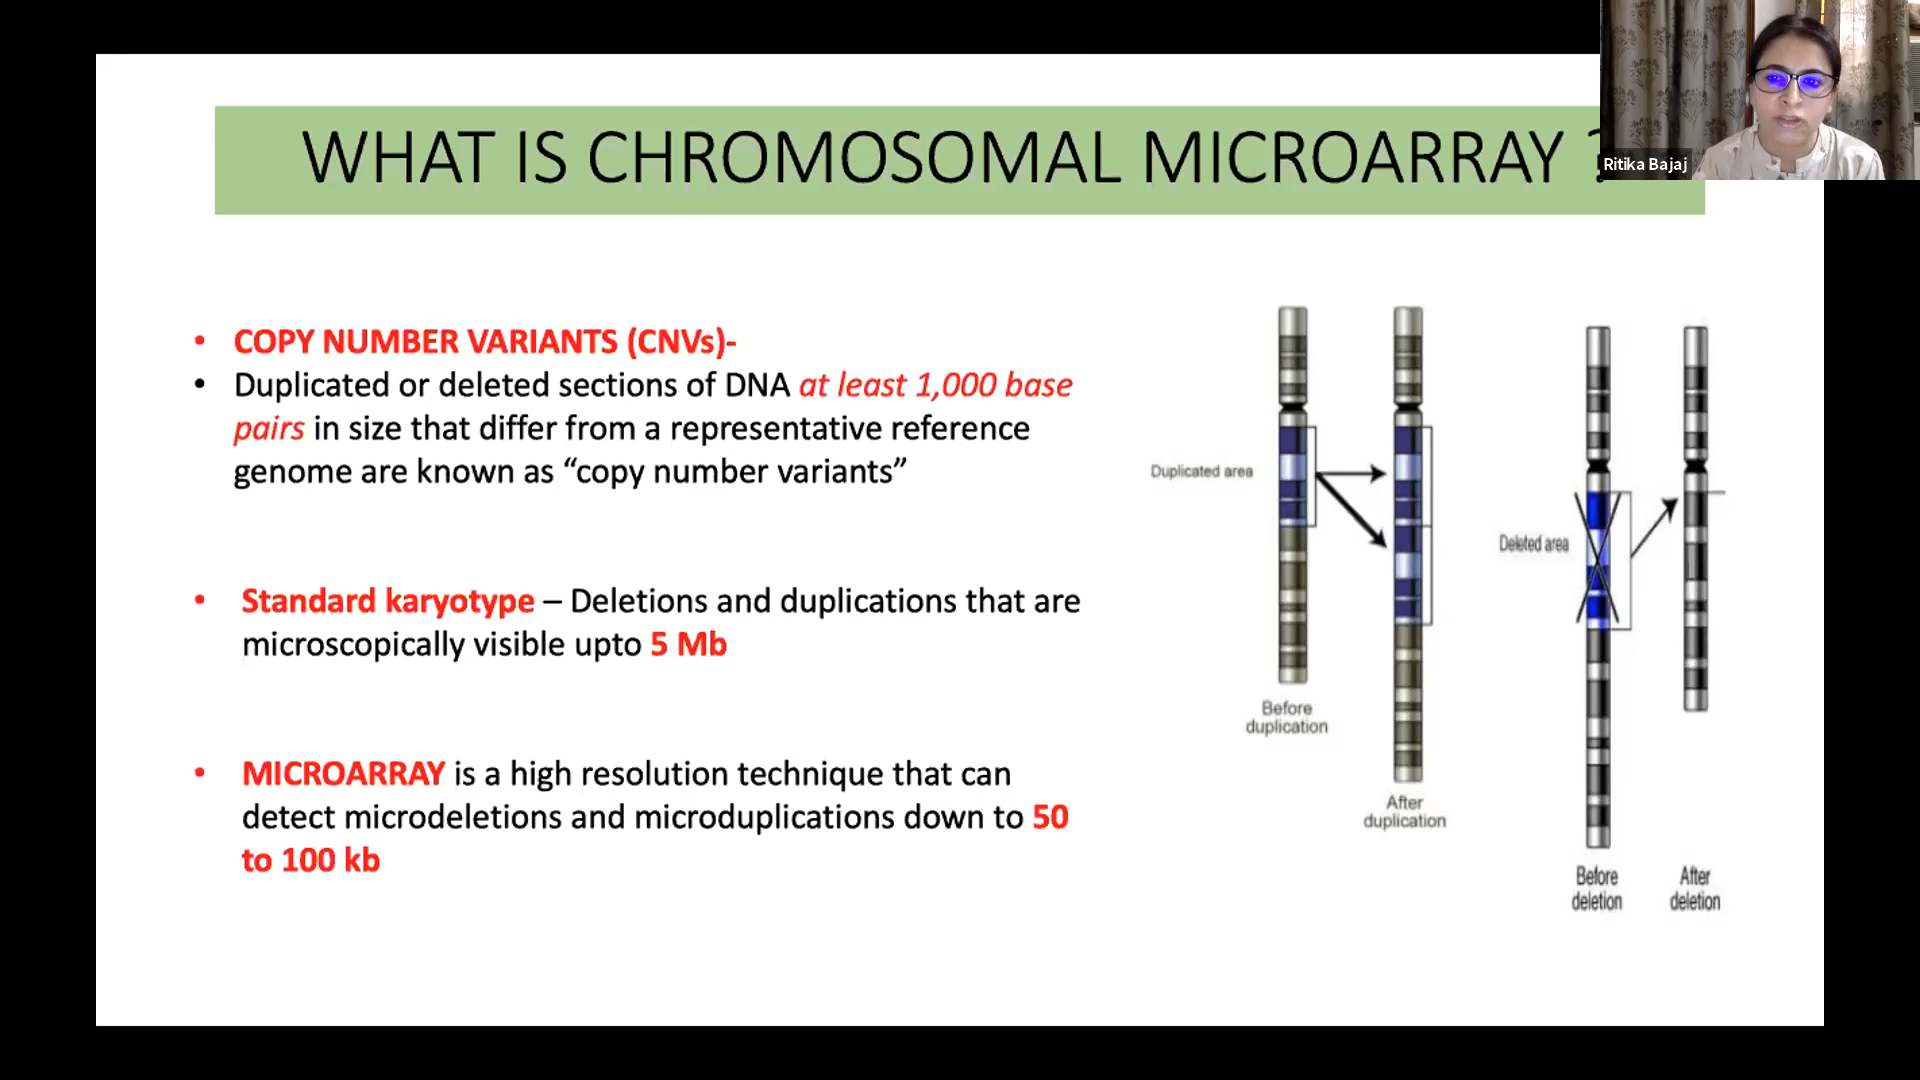 WHAT IS CHROMOSOMAL MICROARRAY ?
Ritika Bajaj
• COPY NUMBER VARIANTS (CNVs)-
• Duplicated or deleted sections of DNA at least 1,000 base
pairs in size that differ from a representative reference
genome are known as “copy number variants”
• Standard karyotype – Deletions and duplications that are
microscopically visible upto 5 Mb
• MICROARRAY is a high resolution technique that can
detect microdeletions and microduplications down to 50
to 100 kb
Duplicated area
Before
duplication
After
duplication
Deleted area
Before
deletion
After
deletion